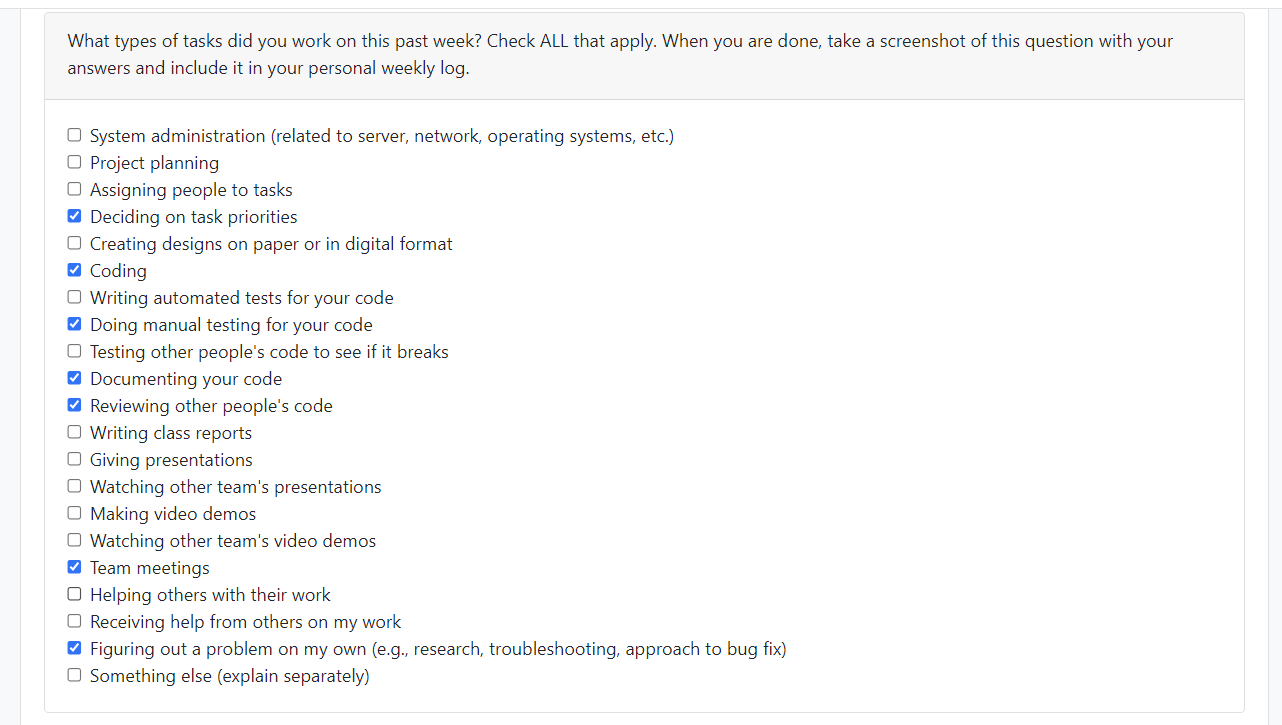 What types of tasks did you work on this past week? Check ALL that apply. When you are done, take a screenshot of this question with your
answers and include it in your personal weekly log.
System administration (related to server, network, operating systems, etc.)
Project planning
Assigning people to tasks
Deciding on task priorities
Creating designs on paper or in digital format
Coding
Writing automated tests for your code
Doing manual testing for your code
Testing other people's code to see if it breaks
Documenting your code
Reviewing other people's code
Writing class reports
Giving presentations
Watching other team's presentations
Making video demos
Watching other team's video demos
Team meetings
Helping others with their work
Receiving help from others on my work
Figuring out a problem on my own (e.g., research, troubleshooting, approach to bug fix)
Something else (explain separately)